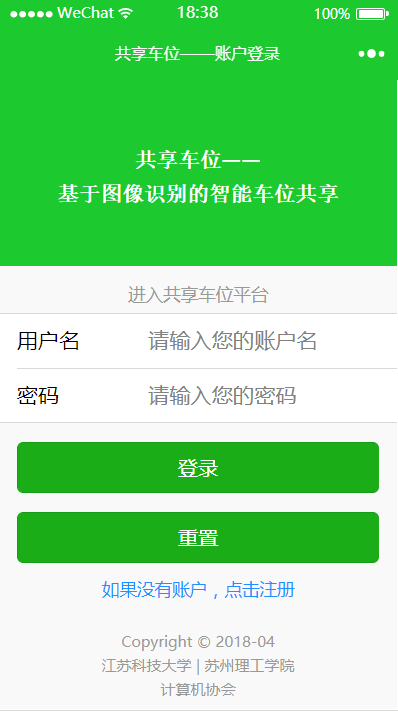 WeChat 18:38 100%
共享车位——账户登录
共享车位——
基于图像识别的智能车位共享
进入共享车位平台
用户名 请输入您的账户名
密码 请输入您的密码
登录
重置
如果没有账户，点击注册
Copyright © 2018-04
江苏科技大学 | 苏州理工学院
计算机协会